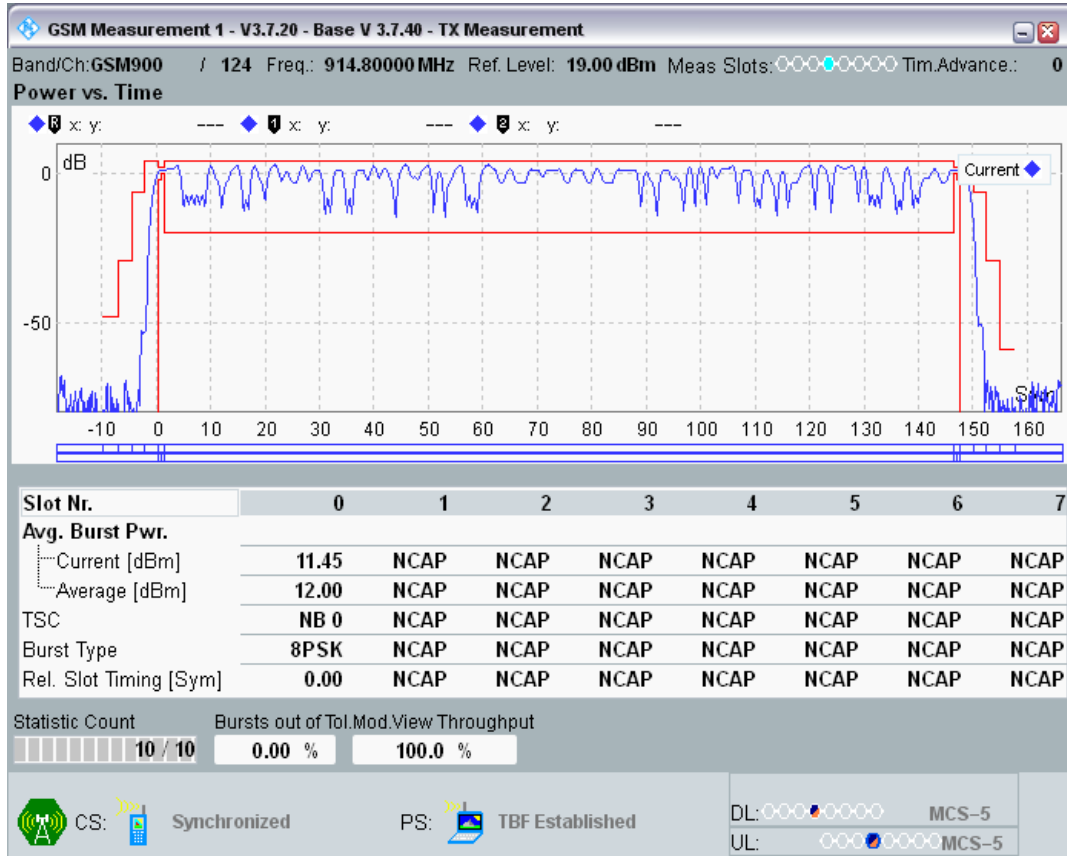 GSM Measurement 1 - V3.7.20 - Base V 3.7.40 - TX Measurement
Band/Ch:GSM900 / 124 Freq.: 914.80000 MHz Ref. Level: 19.00 dBm Meas Slots: Tim.Advance.: 0
Power vs. Time
R x: y: --- 1 x: y: --- 2 x: y: ---
dB
Current
0
-50
-10 0 10 20 30 40 50 60 70 80 90 100 110 120 130 140 150 160
Slot Nr. 0 1 2 3 4 5 6 7
Avg. Burst Pwr.
Current [dBm] 11.45 NCAP NCAP NCAP NCAP NCAP NCAP NCAP
Average [dBm] 12.00 NCAP NCAP NCAP NCAP NCAP NCAP NCAP
TSC NB 0 NCAP NCAP NCAP NCAP NCAP NCAP NCAP
Burst Type 8PSK NCAP NCAP NCAP NCAP NCAP NCAP NCAP
Rel. Slot Timing [Sym] 0.00 NCAP NCAP NCAP NCAP NCAP NCAP NCAP
Statistic Count Bursts out of Tol. Mod.View Throughput
10 / 10 0.00 % 100.0 %
CS: Synchronized PS: TBF Established DL: MCS-5
UL: MCS-5